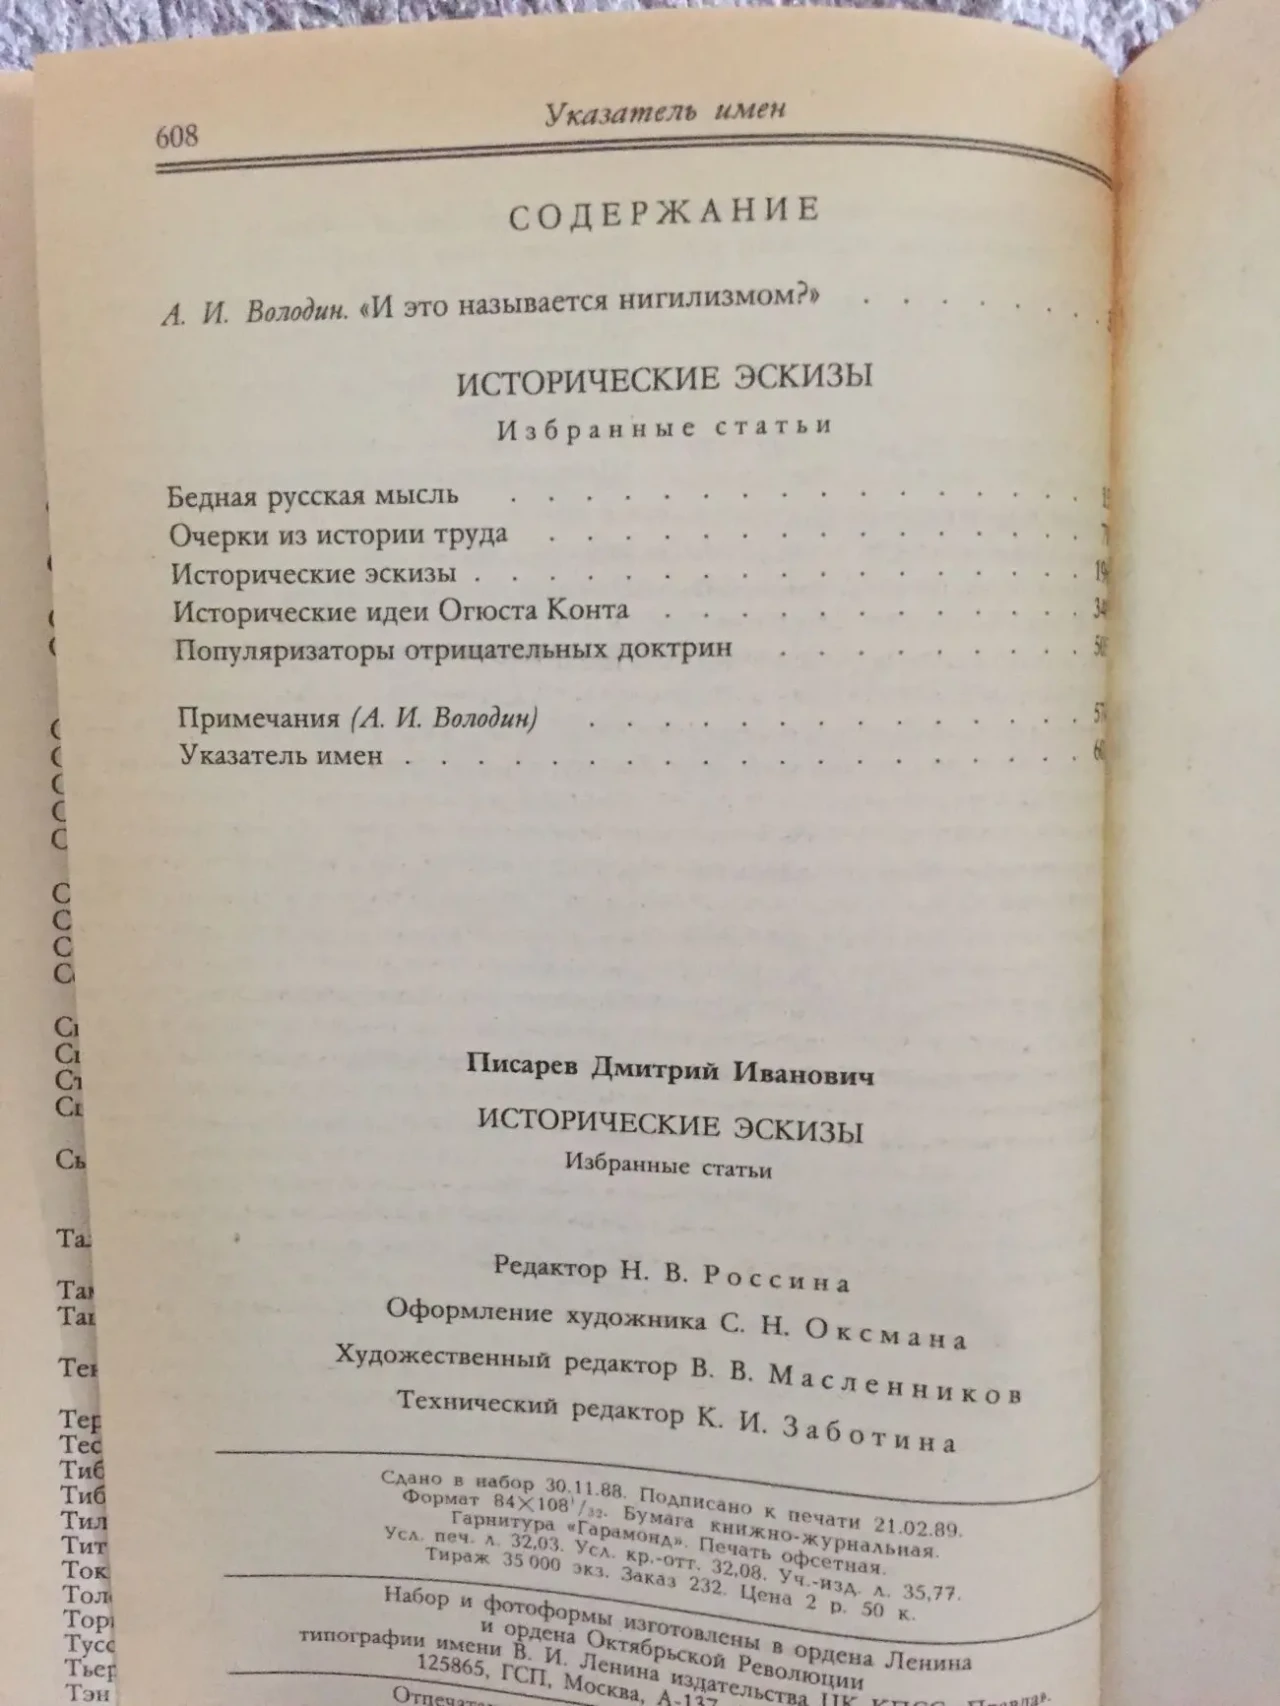 608
Указатель имен
СОДЕРЖАНИЕ
А. И. Володин. «И это называется нигилизмом?» . . . . . . .
ИСТОРИЧЕСКИЕ ЭСКИЗЫ
Избранные статьи
Бедная русская мысль . . . . . . . . . . . . . . . .
Очерки из истории труда . . . . . . . . . . . . . . .
Исторические эскизы . . . . . . . . . . . . . . . . .
Исторические идеи Огюста Конта . . . . . . . . . . . .
Популяризаторы отрицательных доктрин . . . . . . . . .
Примечания (А. И. Володин) . . . . . . . . . . . . . .
Указатель имен . . . . . . . . . . . . . . . . . . .
Писарев Дмитрий Иванович
ИСТОРИЧЕСКИЕ ЭСКИЗЫ
Избранные статьи
Редактор Н. В. Россина
Оформление художника С. Н. Оксмана
Художественный редактор В. В. Масленников
Технический редактор К. И. Заботина
Сдано в набор 30.11.88. Подписано к печати 21.02.89.
Формат 84×108¹/₃₂. Бумага книжно-журнальная.
Гарнитура «Гарамонд». Печать офсетная.
Усл. печ. л. 32,03. Усл. кр.-отт. 32,08. Уч.-изд. л. 35,77.
Тираж 35 000 экз. Заказ 232. Цена 2 р. 50 к.
Набор и фотоформы изготовлены в ордена Ленина
и ордена Октябрьской Революции
типографии имени В. И. Ленина издательства ЦК КПСС
125865, ГСП, Москва, А-137